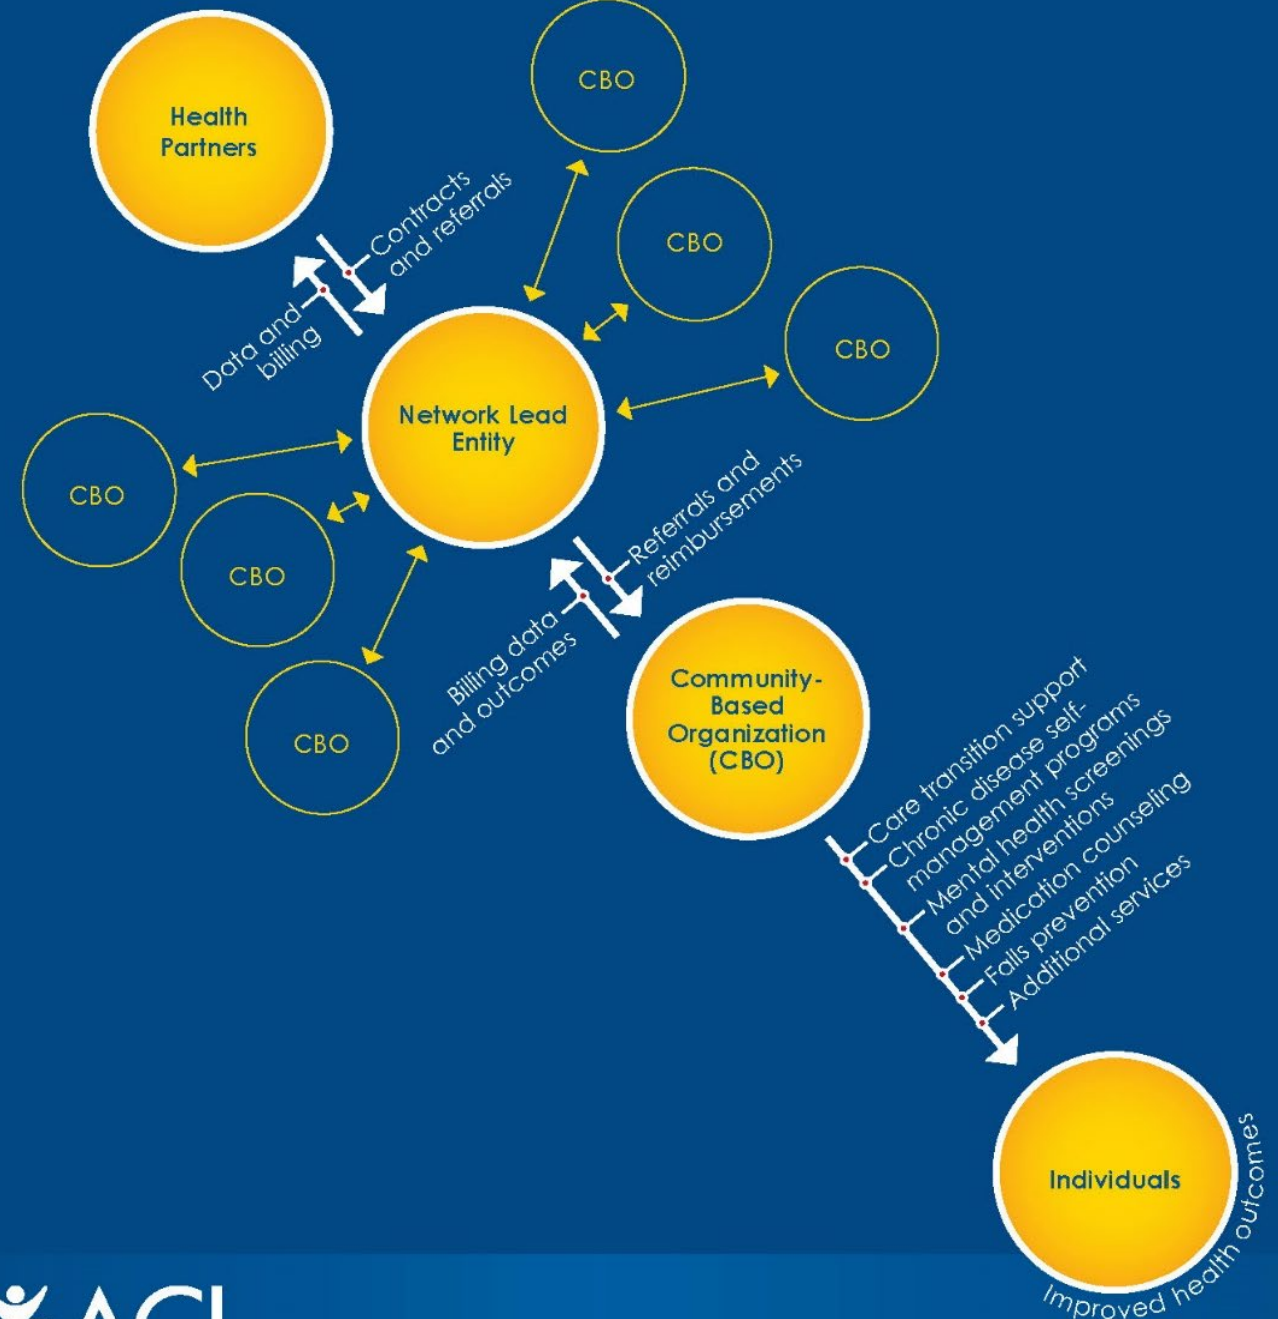 Health
Partners
CBO
CBO
CBO
Contracts
and referrals
Data and
billing
Network Lead
Entity
CBO
CBO
CBO
Referrals and
reimbursements
Billing data
and outcomes
Community-
Based
Organization
(CBO)
Care transition support
Chronic disease self-
management programs
Mental health screenings
and interventions
Medication counseling
Falls prevention
Additional services
Individuals
Improved health outcomes
ACL